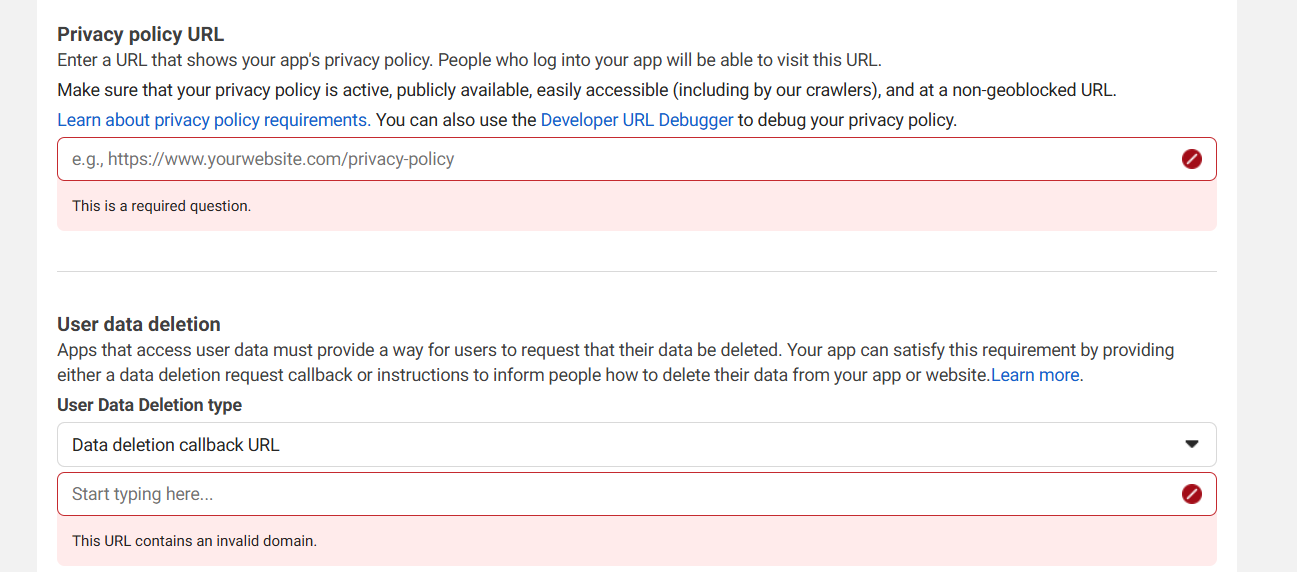 Privacy policy URL
Enter a URL that shows your app's privacy policy. People who log into your app will be able to visit this URL.
Make sure that your privacy policy is active, publicly available, easily accessible (including by our crawlers), and at a non-geoblocked URL.
Learn about privacy policy requirements. You can also use the Developer URL Debugger to debug your privacy policy.
e.g., https://www.yourwebsite.com/privacy-policy
This is a required question.
User data deletion
Apps that access user data must provide a way for users to request that their data be deleted. Your app can satisfy this requirement by providing
either a data deletion request callback or instructions to inform people how to delete their data from your app or website.Learn more.
User Data Deletion type
Data deletion callback URL
Start typing here...
This URL contains an invalid domain.